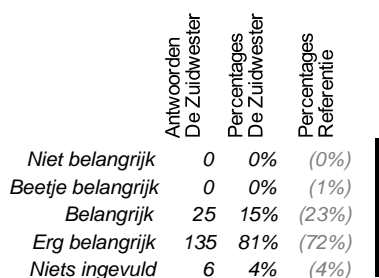 Antwoorden
De Zuidwester
Percentages
De Zuidwester
Percentages
Referentie
Niet belangrijk 0 0% (0%)
Beetje belangrijk 0 0% (1%)
Belangrijk 25 15% (23%)
Erg belangrijk 135 81% (72%)
Niets ingevuld 6 4% (4%)